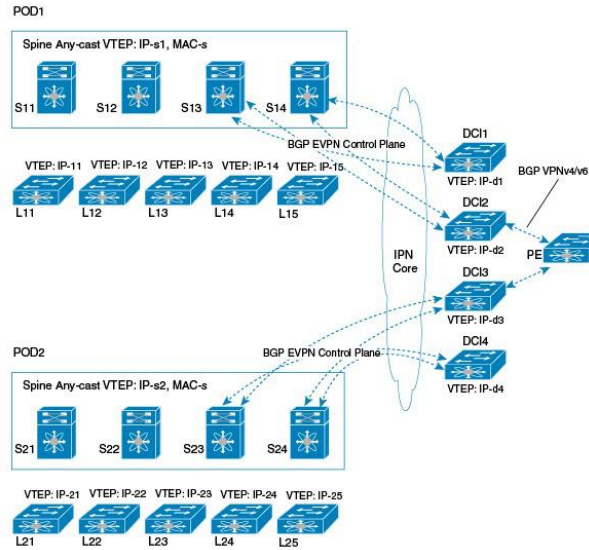 POD1
Spine Any-cast VTEP: IP-s1, MAC-s
S11
S12
S13
S14
DCI1
BGP EVPN Control Plane
VTEP: IP-d1
BGP VPNv4/v6
VTEP: IP-11
VTEP: IP-12
VTEP: IP-13
VTEP: IP-14
VTEP: IP-15
L11
L12
L13
L14
L15
DCI2
VTEP: IP-d2
PE
IPN
Core
DCI3
VTEP: IP-d3
POD2
BGP EVPN Control Plane
DCI4
VTEP: IP-d4
Spine Any-cast VTEP: IP-s2, MAC-s
S21
S22
S23
S24
VTEP: IP-21
VTEP: IP-22
VTEP: IP-23
VTEP: IP-24
VTEP: IP-25
L21
L22
L23
L24
L25